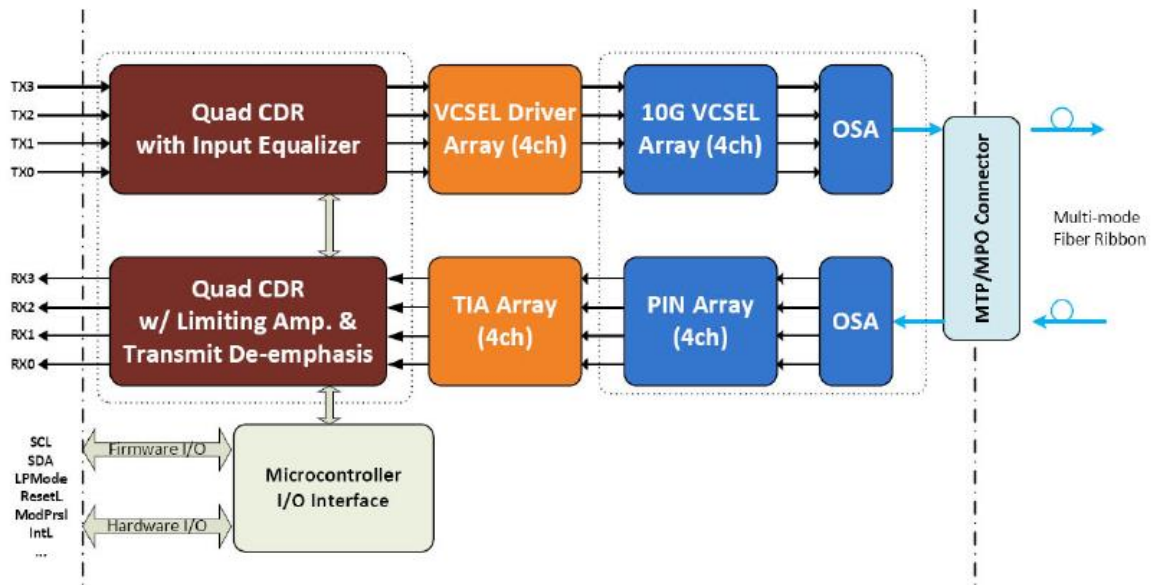 TX3
TX2
TX1
TX0
Quad CDR
with Input Equalizer
VCSEL Driver
Array (4ch)
10G VCSEL
Array (4ch)
OSA
MTP/MPO Connector
Multi-mode
Fiber Ribbon
RX3
RX2
RX1
RX0
Quad CDR
w/ Limiting Amp. &
Transmit De-emphasis
TIA Array
(4ch)
PIN Array
(4ch)
OSA
SCL
SDA
LPMode
ResetL
ModPrsl
IntL
...
Firmware I/O
Hardware I/O
Microcontroller
I/O Interface